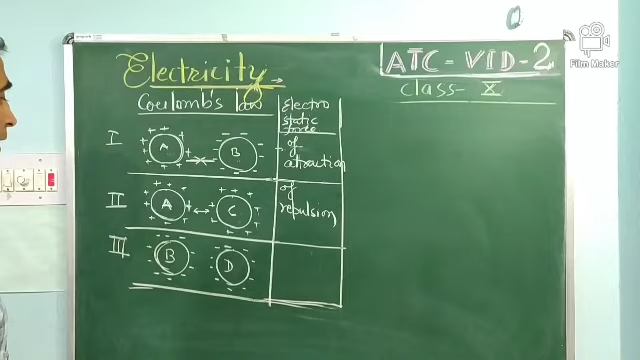 Electricity →
ATC - VID - 2
class - X
Film Maker
Coulomb's law
Electro
static
force
I
A
B
of
attraction
II
A
C
of
repulsion
III
B
D